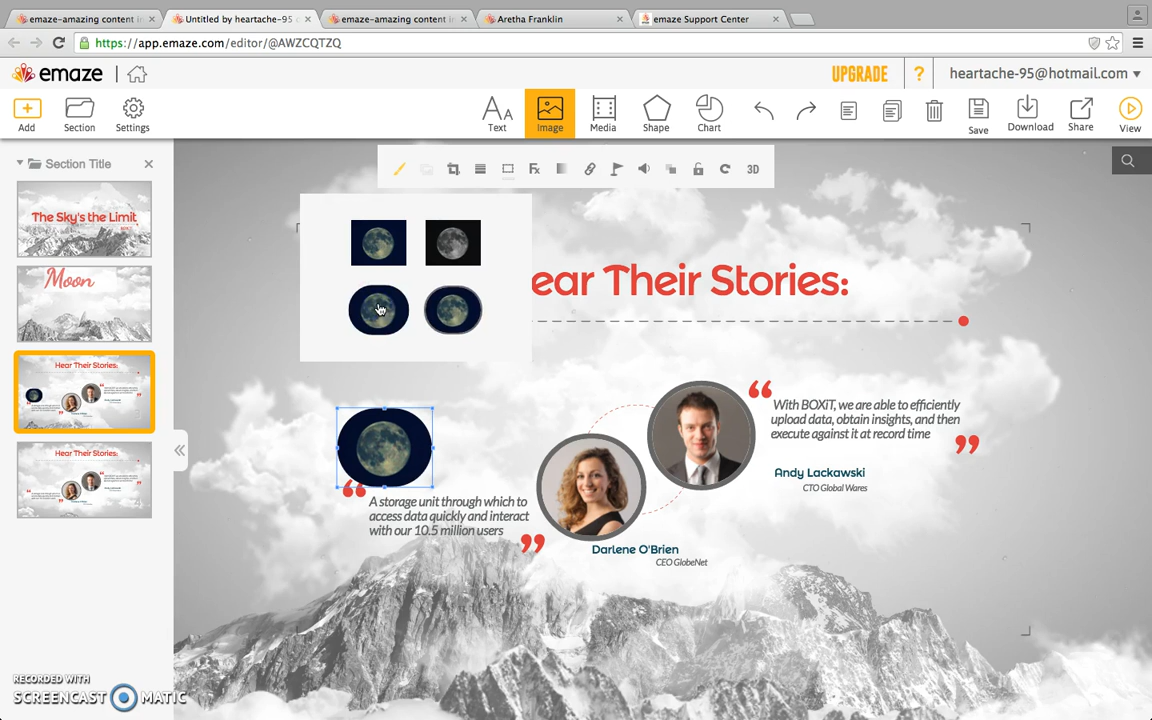 emaze-amazing content in
Untitled by heartache-95
emaze-amazing content in
Aretha Franklin
emaze Support Center
https://app.emaze.com/editor/@AWZCQTZQ
emaze
UPGRADE
?
heartache-95@hotmail.com
Add
Section
Settings
Text
Image
Media
Shape
Chart
Save
Download
Share
View
Section Title
Fx
3D
The Sky's the Limit
Moon
Hear Their Stories:
Hear Their Stories:
ear Their Stories:
“
With BOXiT, we are able to efficiently
upload data, obtain insights, and then
execute against it at record time
”
Andy Lackawski
CTO Global Wares
“
A storage unit through which to
access data quickly and interact
with our 10.5 million users
”
Darlene O'Brien
CEO GlobeNet
RECORDED WITH
SCREENCAST MATIC